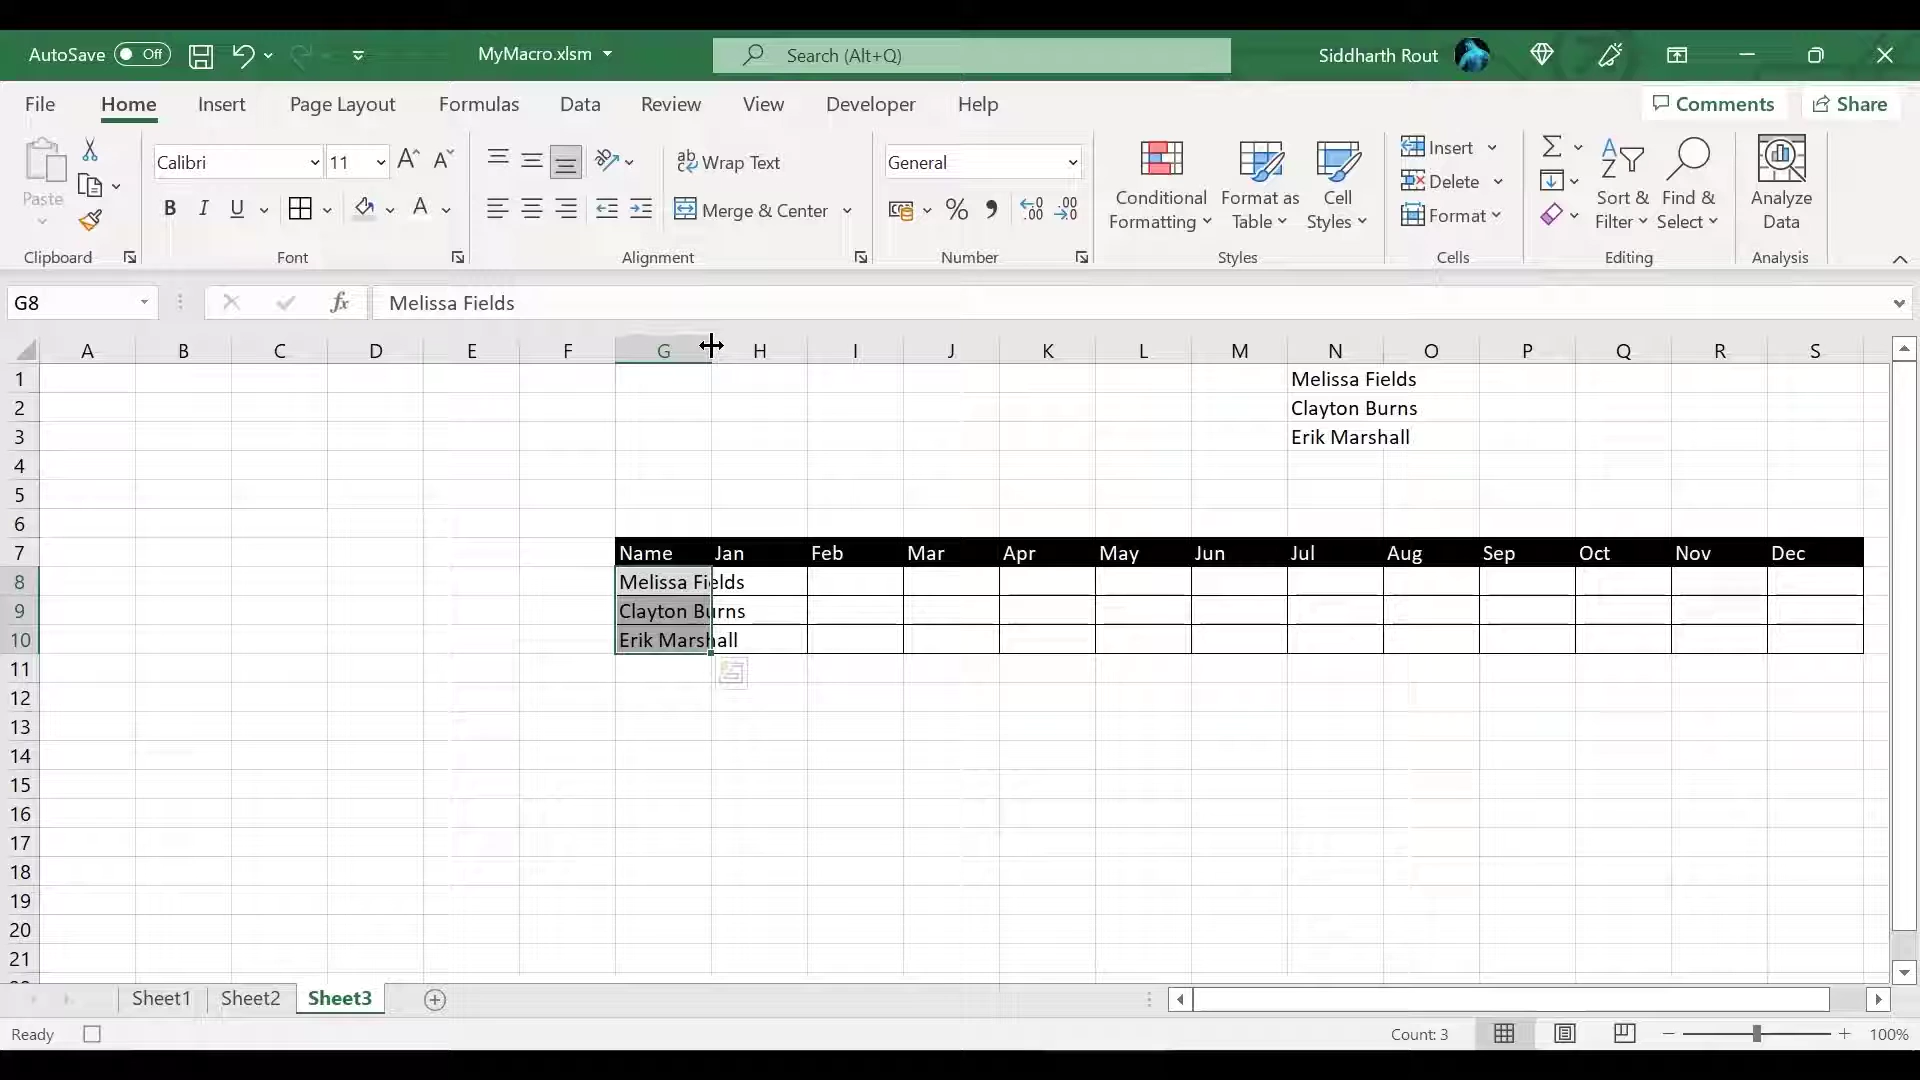 AutoSave Off MyMacro.xlsm Search (Alt+Q) Siddharth Rout
File Home Insert Page Layout Formulas Data Review View Developer Help Comments Share
Paste
Clipboard
Calibri 11
B I U A
Font
ab Wrap Text
Merge & Center
Alignment
General
Number
Conditional Formatting
Format as Table
Cell Styles
Styles
Insert
Delete
Format
Cells
Sort & Filter
Find & Select
Editing
Analyze Data
Analysis
G8 fx Melissa Fields
A B C D E F G H I J K L M N O P Q R S
1 Melissa Fields
2 Clayton Burns
3 Erik Marshall
4
5
6
7 Name Jan Feb Mar Apr May Jun Jul Aug Sep Oct Nov Dec
8 Melissa Fields
9 Clayton Burns
10 Erik Marshall
11
12
13
14
15
16
17
18
19
20
21
Sheet1 Sheet2 Sheet3
Ready Count: 3 100%